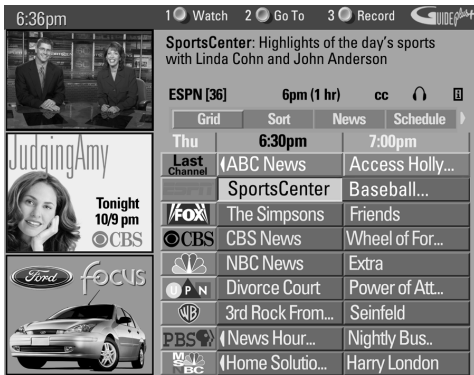 6:36pm
1 Watch 2 Go To 3 Record GUIDE plus+
SportsCenter: Highlights of the day's sports
with Linda Cohn and John Anderson
ESPN [36] 6pm (1 hr) cc i
Grid Sort News Schedule
Thu 6:30pm 7:00pm
Last Channel ABC News Access Holly...
ESPN SportsCenter Baseball...
FOX The Simpsons Friends
CBS CBS News Wheel of For...
NBC News Extra
UPN Divorce Court Power of Att...
WB 3rd Rock From... Seinfeld
PBS News Hour... Nightly Bus..
MSNBC Home Solutio... Harry London
JudgingAmy
Tonight
10/9 pm
CBS
Ford focus